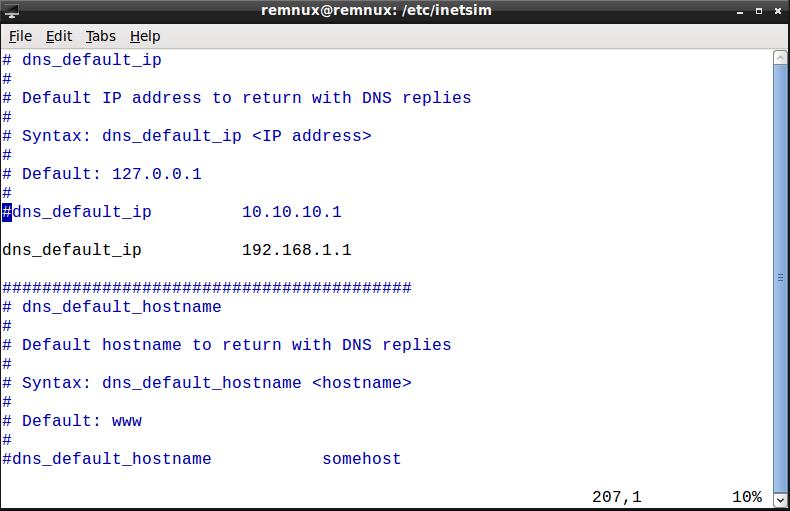 remnux@remnux: /etc/inetsim
File Edit Tabs Help
# dns_default_ip
#
# Default IP address to return with DNS replies
#
# Syntax: dns_default_ip <IP address>
#
# Default: 127.0.0.1
#
#dns_default_ip 10.10.10.1
dns_default_ip 192.168.1.1
#########################################
# dns_default_hostname
#
# Default hostname to return with DNS replies
#
# Syntax: dns_default_hostname <hostname>
#
# Default: www
#
#dns_default_hostname somehost
207,1 10%